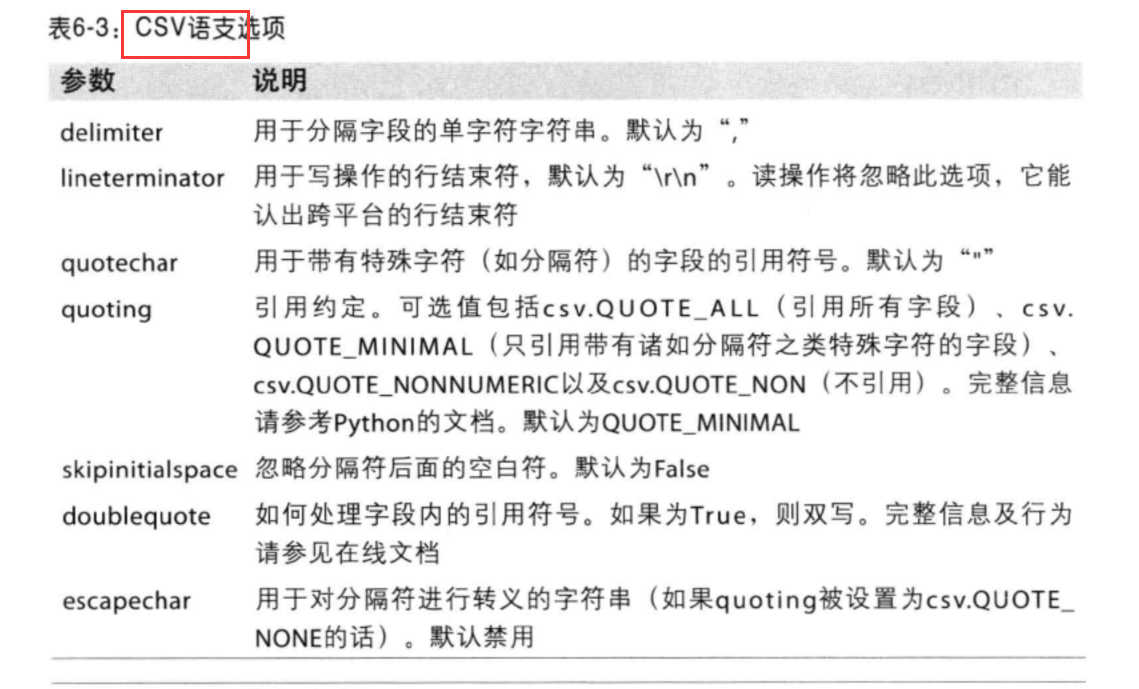 表6-3：CSV语支选项
参数 说明
delimiter 用于分隔字段的单字符字符串。默认为“,”
lineterminator 用于写操作的行结束符，默认为“\r\n”。读操作将忽略此选项，它能
认出跨平台的行结束符
quotechar 用于带有特殊字符（如分隔符）的字段的引用符号。默认为“"”
quoting 引用约定。可选值包括csv.QUOTE_ALL（引用所有字段）、csv.
QUOTE_MINIMAL（只引用带有诸如分隔符之类特殊字符的字段）、
csv.QUOTE_NONNUMERIC以及csv.QUOTE_NON（不引用）。完整信息
请参考Python的文档。默认为QUOTE_MINIMAL
skipinitialspace 忽略分隔符后面的空白符。默认为False
doublequote 如何处理字段内的引用符号。如果为True，则双写。完整信息及行为
请参见在线文档
escapechar 用于对分隔符进行转义的字符串（如果quoting被设置为csv.QUOTE_
NONE的话）。默认禁用